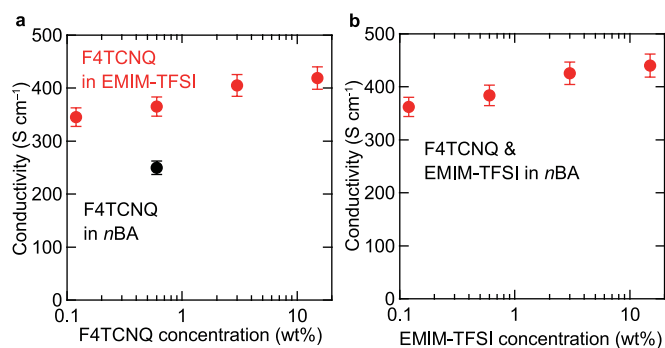 a
500
400
300
200
100
0
Conductivity (S cm⁻¹)
F4TCNQ
in EMIM-TFSI
F4TCNQ
in nBA
0.1
1
10
F4TCNQ concentration (wt%)
b
500
400
300
200
100
0
Conductivity (S cm⁻¹)
F4TCNQ &
EMIM-TFSI in nBA
0.1
1
10
EMIM-TFSI concentration (wt%)